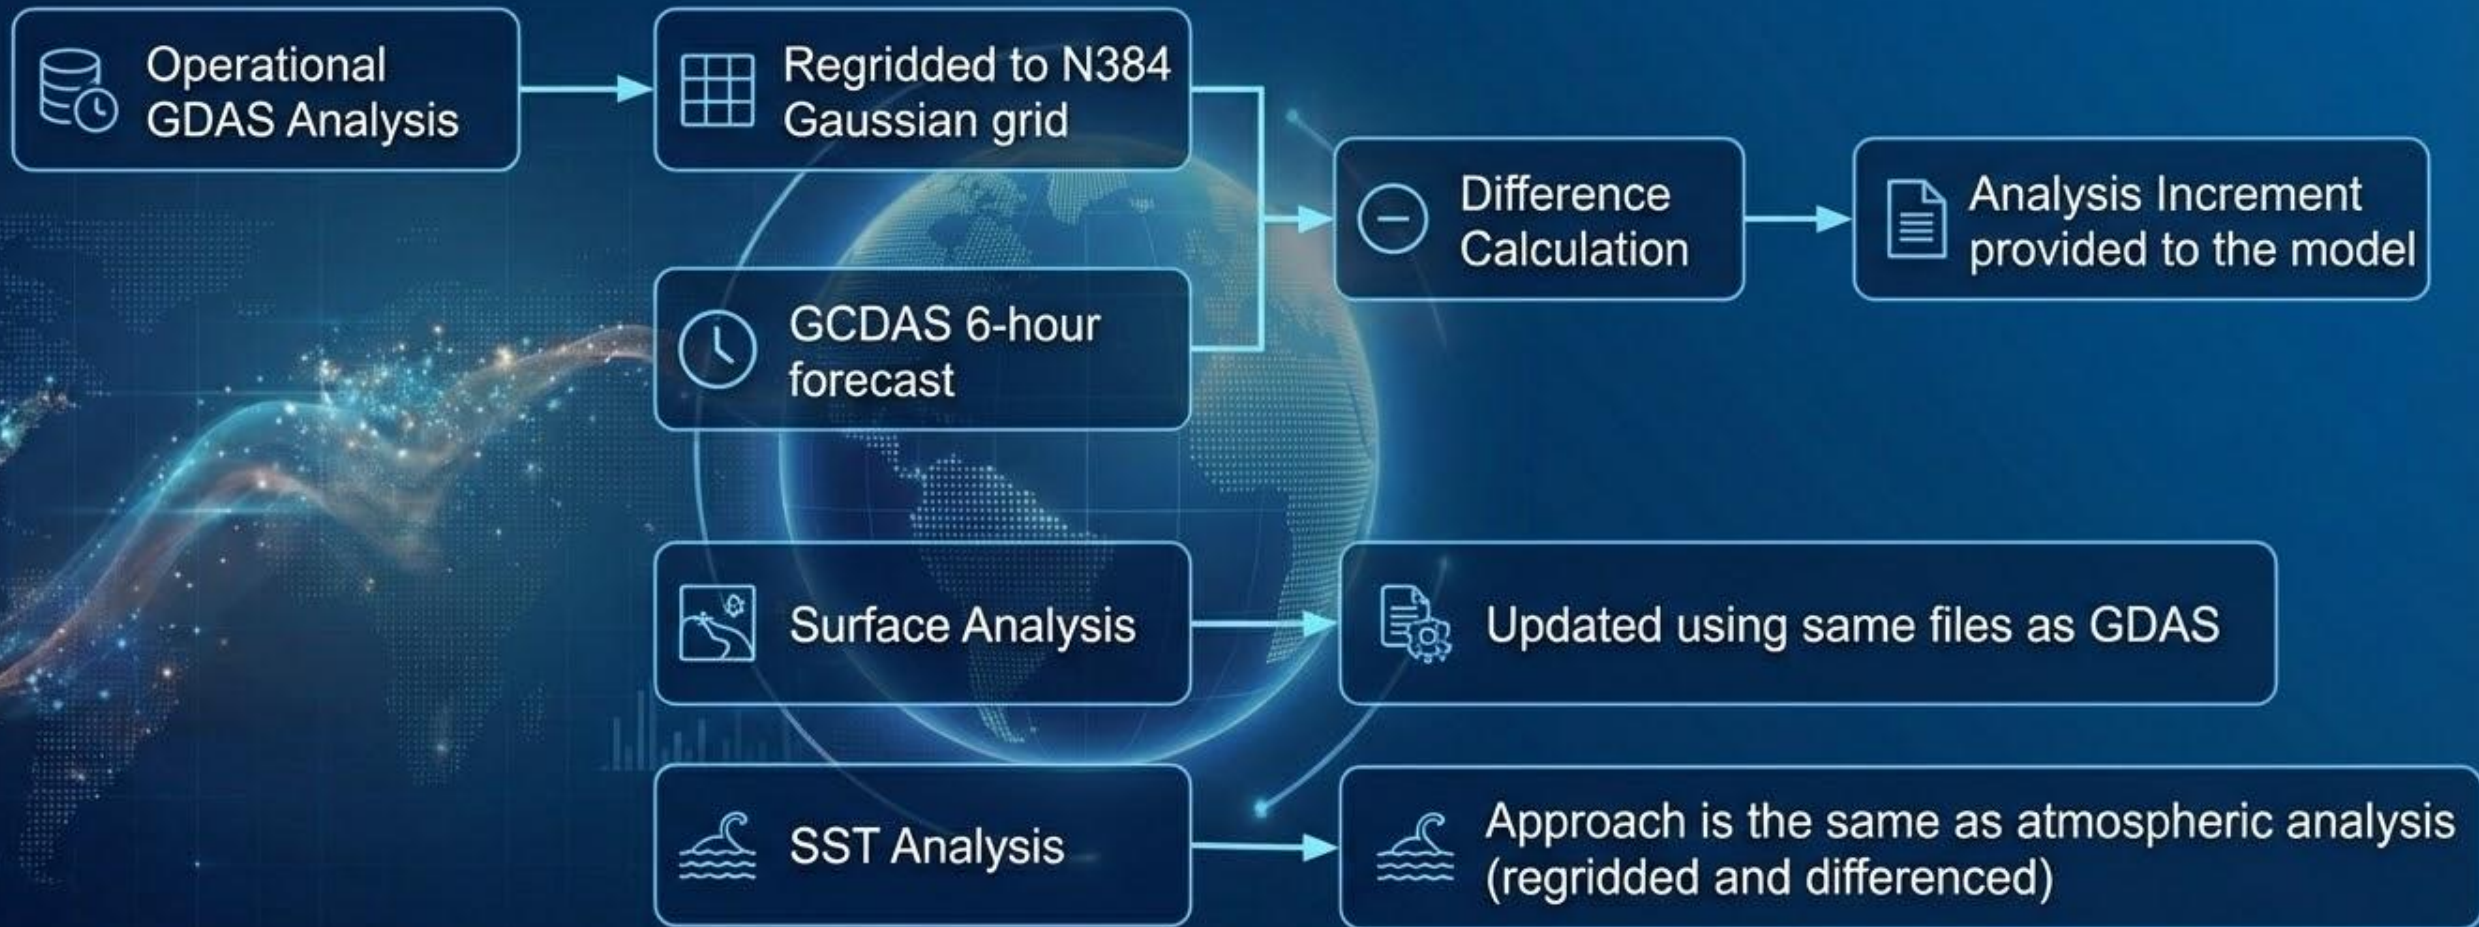 Operational
GDAS Analysis
Regridded to N384
Gaussian grid
GCDAS 6-hour
forecast
Difference
Calculation
Analysis Increment
provided to the model
Surface Analysis
Updated using same files as GDAS
SST Analysis
Approach is the same as atmospheric analysis
(regridded and differenced)